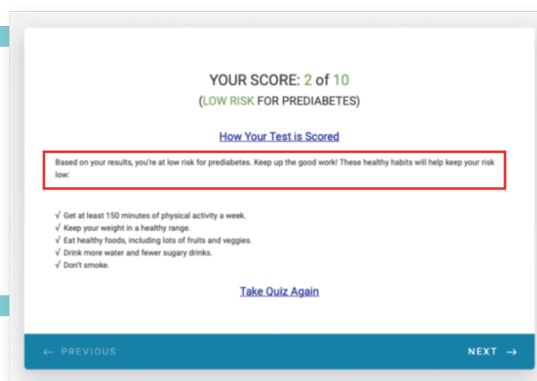 YOUR SCORE: 2 of 10
(LOW RISK FOR PREDIABETES)
How Your Test is Scored
Based on your results, you're at low risk for prediabetes. Keep up the good work! These healthy habits will help keep your risk
low:
√ Get at least 150 minutes of physical activity a week.
√ Keep your weight in a healthy range.
√ Eat healthy foods, including lots of fruits and veggies.
√ Drink more water and fewer sugary drinks.
√ Don't smoke.
Take Quiz Again
← PREVIOUS
NEXT →